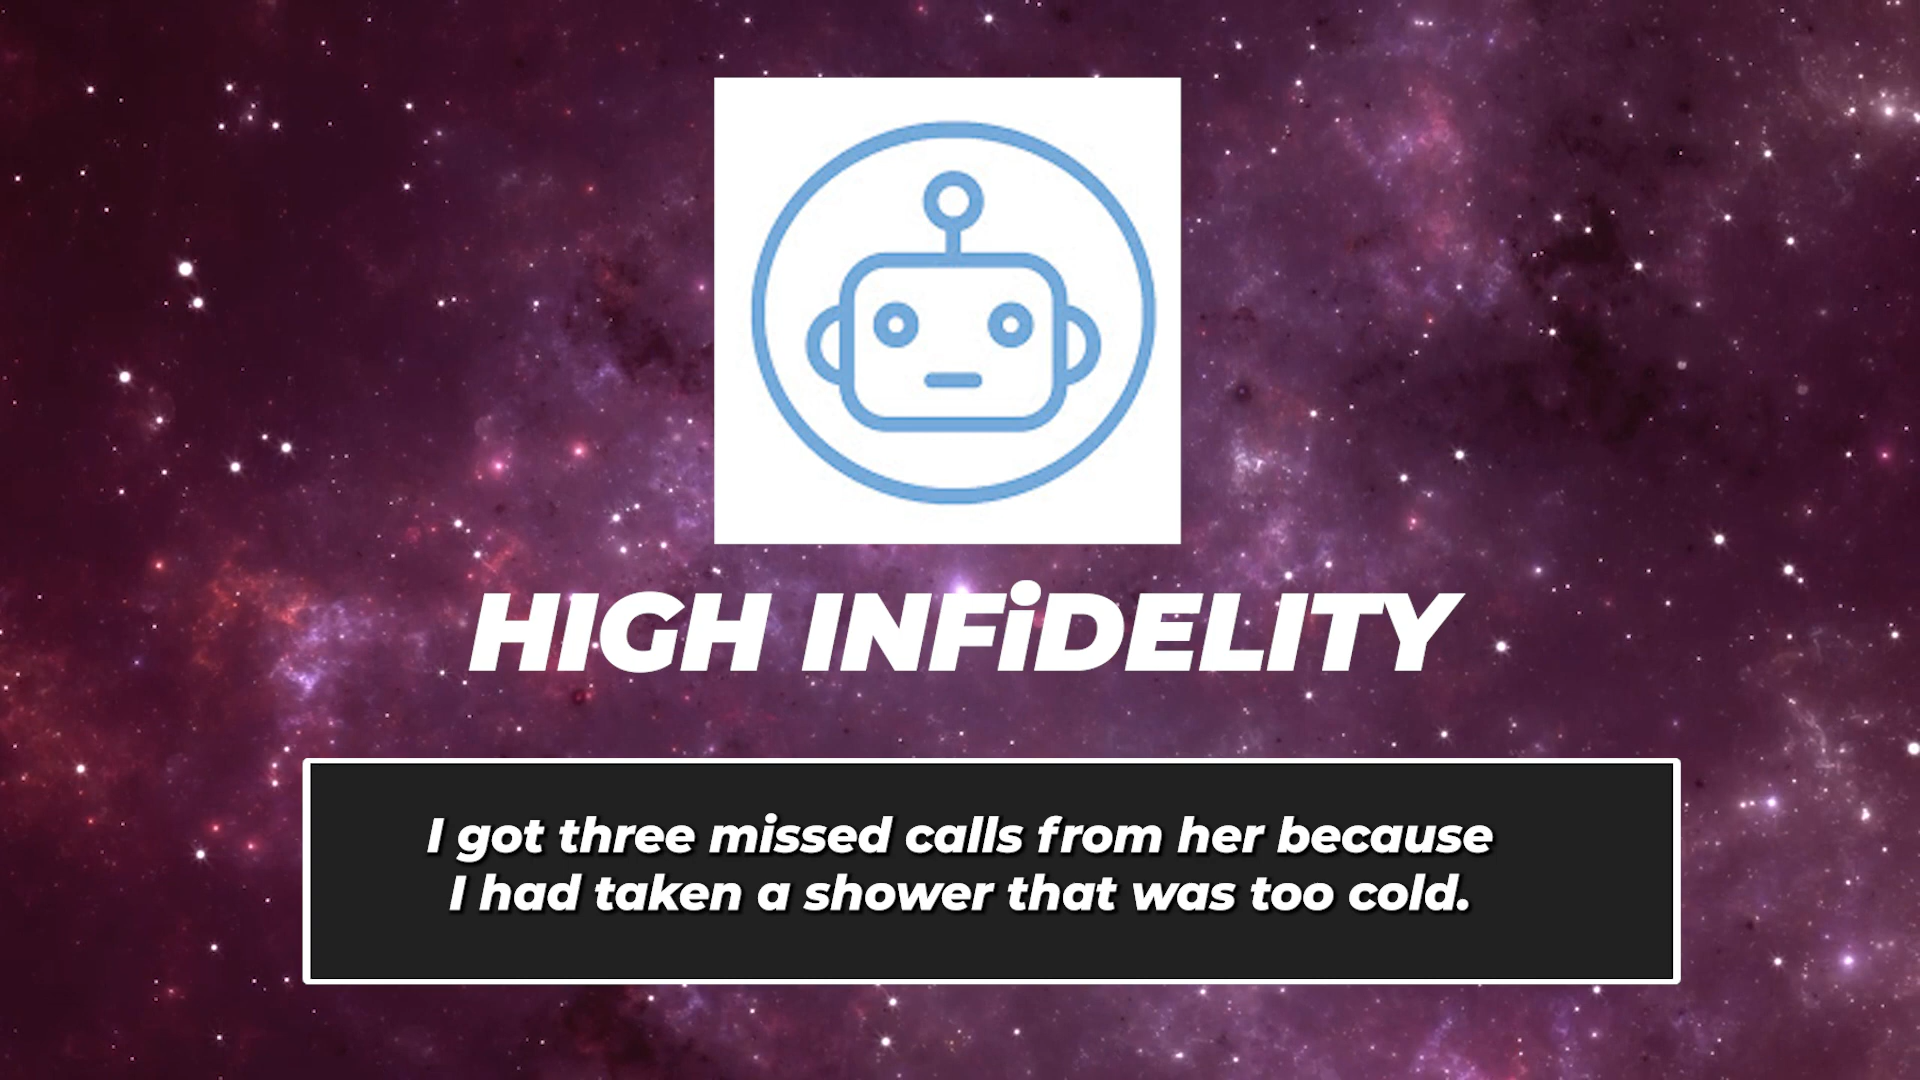 HIGH INFiDELITY
I got three missed calls from her because
I had taken a shower that was too cold.